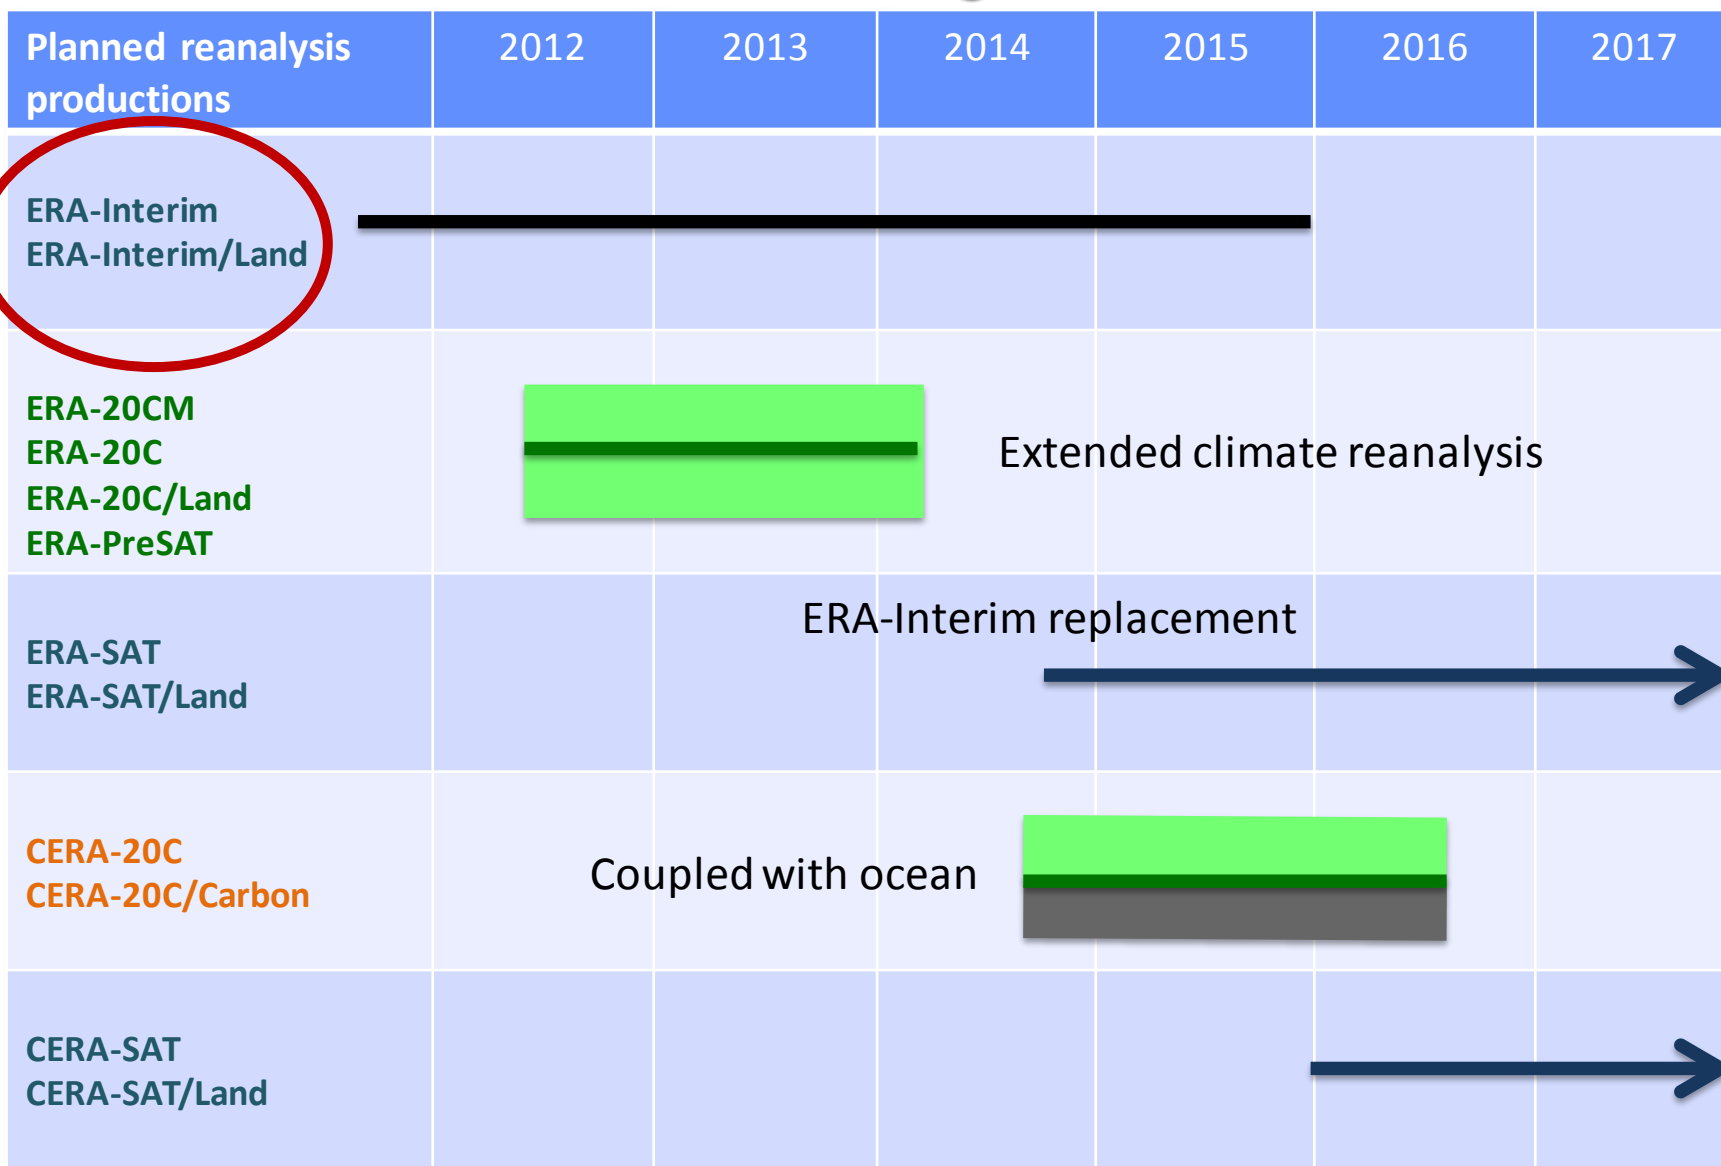 Planned reanalysis productions 2012 2013 2014 2015 2016 2017
ERA-Interim
ERA-Interim/Land
ERA-20CM
ERA-20C
ERA-20C/Land
ERA-PreSAT
Extended climate reanalysis
ERA-Interim replacement
ERA-SAT
ERA-SAT/Land
CERA-20C
CERA-20C/Carbon
Coupled with ocean
CERA-SAT
CERA-SAT/Land